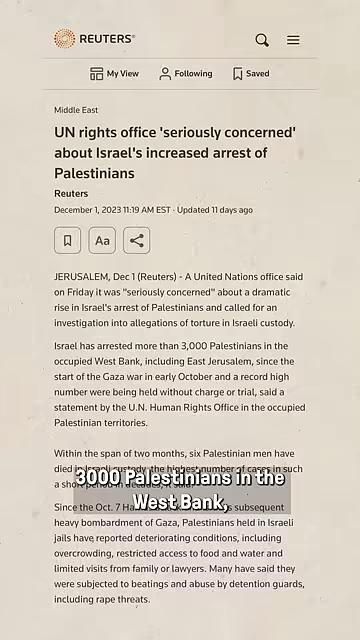 REUTERS®
My View
Following
Saved
Middle East
UN rights office 'seriously concerned'
about Israel's increased arrest of
Palestinians
Reuters
December 1, 2023 11:19 AM EST · Updated 11 days ago
Aa
JERUSALEM, Dec 1 (Reuters) - A United Nations office said
on Friday it was "seriously concerned" about a dramatic
rise in Israel's arrest of Palestinians and called for an
investigation into allegations of torture in Israeli custody.
Israel has arrested more than 3,000 Palestinians in the
occupied West Bank, including East Jerusalem, since the
start of the Gaza war in early October and a record high
number were being held without charge or trial, said a
statement by the U.N. Human Rights Office in the occupied
Palestinian territories.
Within the span of two months, six Palestinian men have
died in Israeli custody, the highest number of cases in such
a short period in decades, it said.
3000 Palestinians in the
West Bank,
Since the Oct. 7 subsequent
heavy bombardment of Gaza, Palestinians held in Israeli
jails have reported deteriorating conditions, including
overcrowding, restricted access to food and water and
limited visits from family or lawyers. Many have said they
were subjected to beatings and abuse by detention guards,
including rape threats.